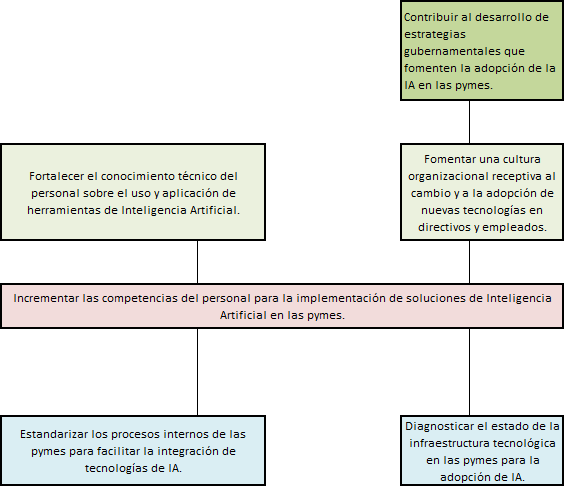 Contribuir al desarrollo de
estrategias
gubernamentales que
fomenten la adopción de la
IA en las pymes.
Fortalecer el conocimiento técnico del
personal sobre el uso y aplicación de
herramientas de Inteligencia Artificial.
Fomentar una cultura
organizacional receptiva al
cambio y a la adopción de
nuevas tecnologías en
directivos y empleados.
Incrementar las competencias del personal para la implementación de soluciones de Inteligencia
Artificial en las pymes.
Estandarizar los procesos internos de las
pymes para facilitar la integración de
tecnologías de IA.
Diagnosticar el estado de la
infraestructura tecnológica
en las pymes para la
adopción de IA.